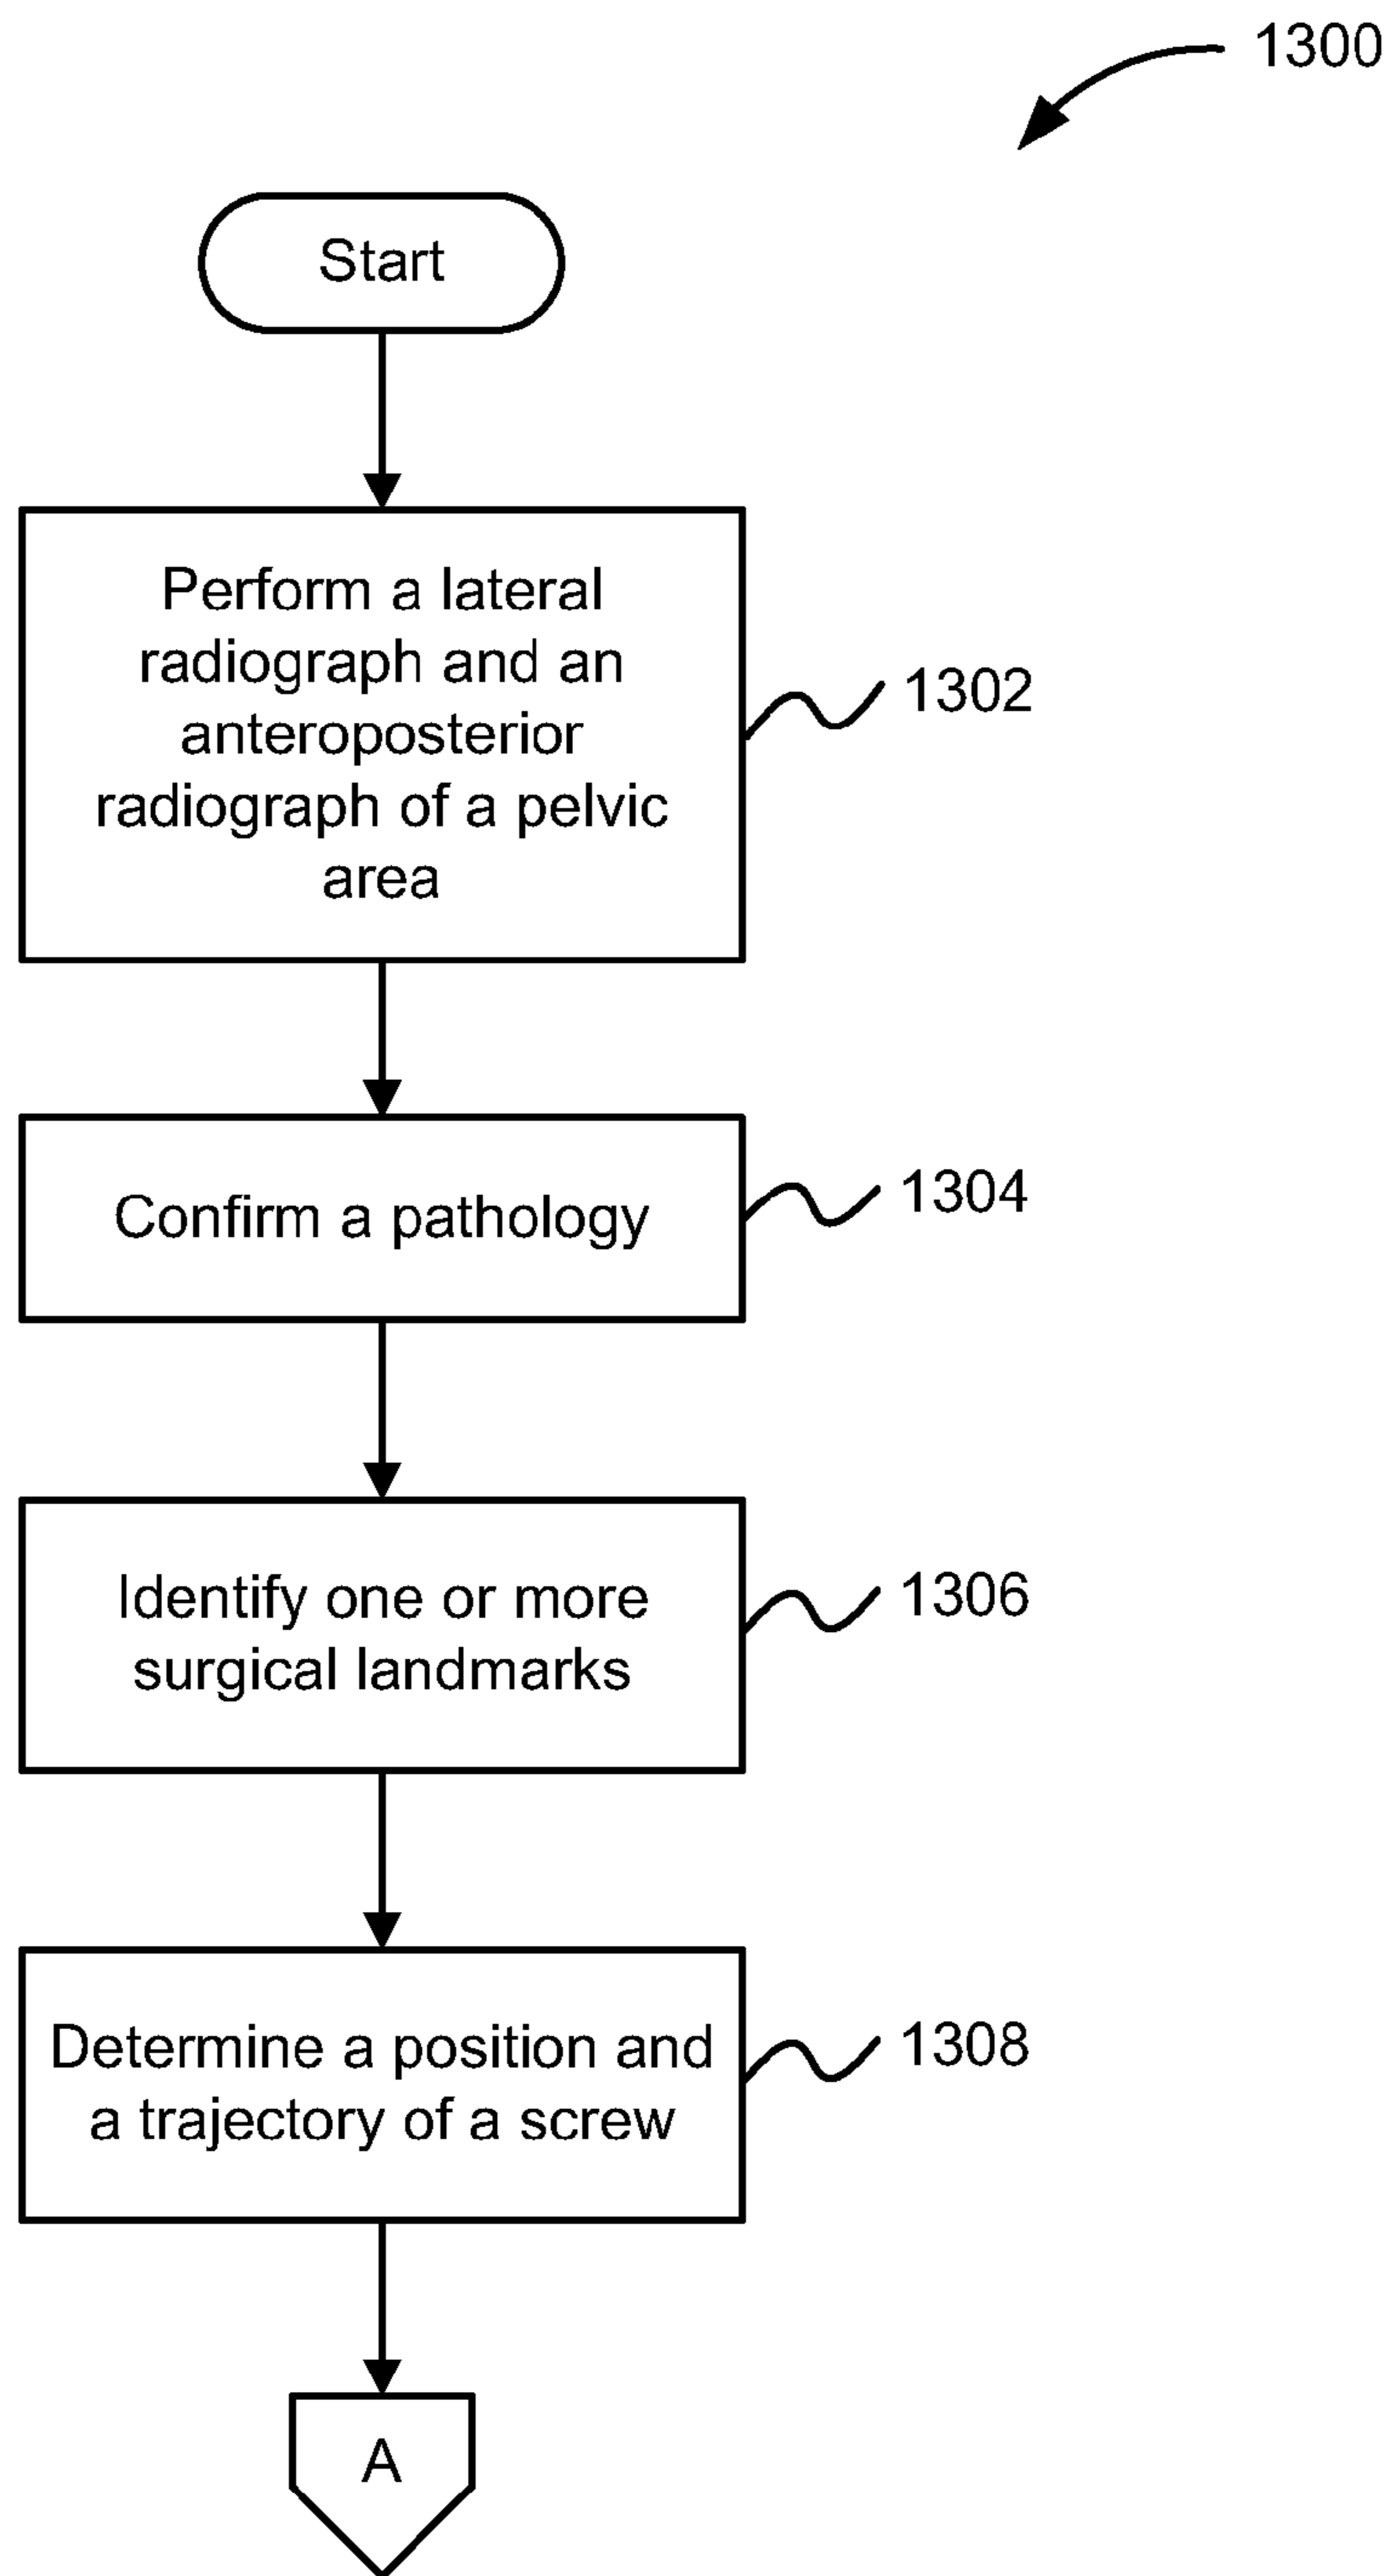 1300
Start
Perform a lateral
radiograph and an
anteroposterior
radiograph of a pelvic
area
1302
Confirm a pathology
1304
Identify one or more
surgical landmarks
1306
Determine a position and
a trajectory of a screw
1308
A